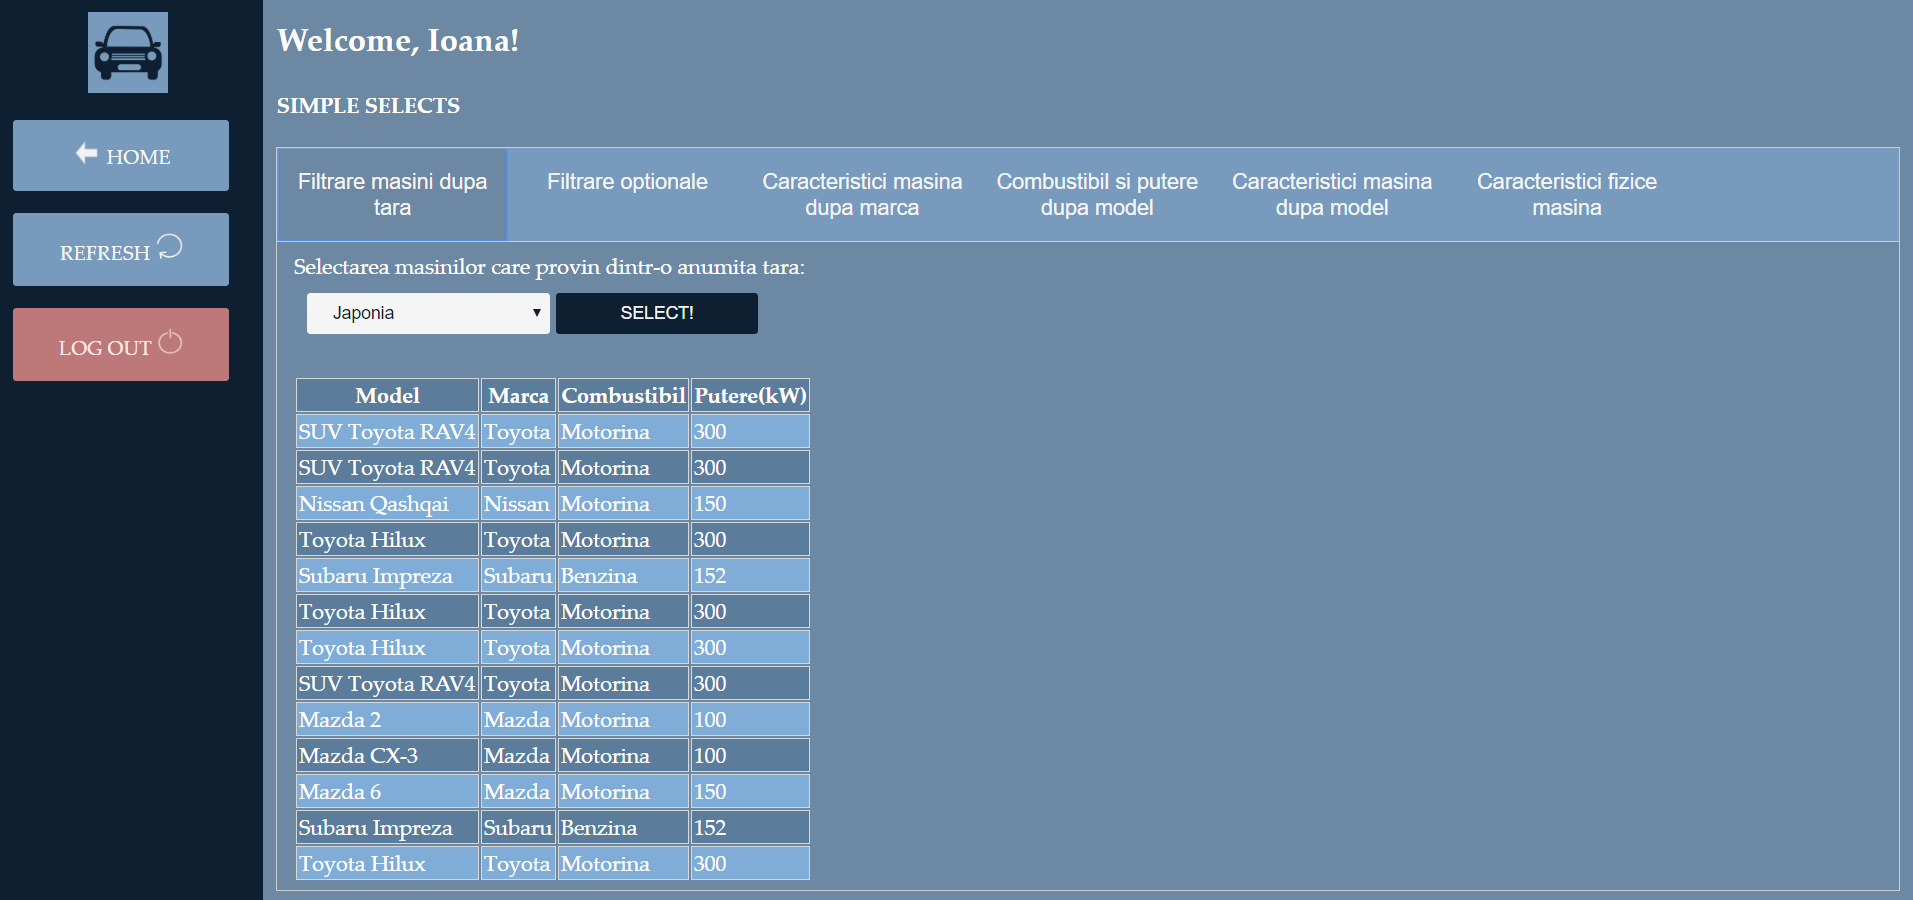 HOME
REFRESH
LOG OUT
Welcome, Ioana!
SIMPLE SELECTS
Filtrare masini dupa
tara
Filtrare optionale
Caracteristici masina
dupa marca
Combustibil si putere
dupa model
Caracteristici masina
dupa model
Caracteristici fizice
masina
Selectarea masinilor care provin dintr-o anumita tara:
Japonia SELECT!
Model Marca Combustibil Putere(kW)
SUV Toyota RAV4 Toyota Motorina 300
SUV Toyota RAV4 Toyota Motorina 300
Nissan Qashqai Nissan Motorina 150
Toyota Hilux Toyota Motorina 300
Subaru Impreza Subaru Benzina 152
Toyota Hilux Toyota Motorina 300
Toyota Hilux Toyota Motorina 300
SUV Toyota RAV4 Toyota Motorina 300
Mazda 2 Mazda Motorina 100
Mazda CX-3 Mazda Motorina 100
Mazda 6 Mazda Motorina 150
Subaru Impreza Subaru Benzina 152
Toyota Hilux Toyota Motorina 300